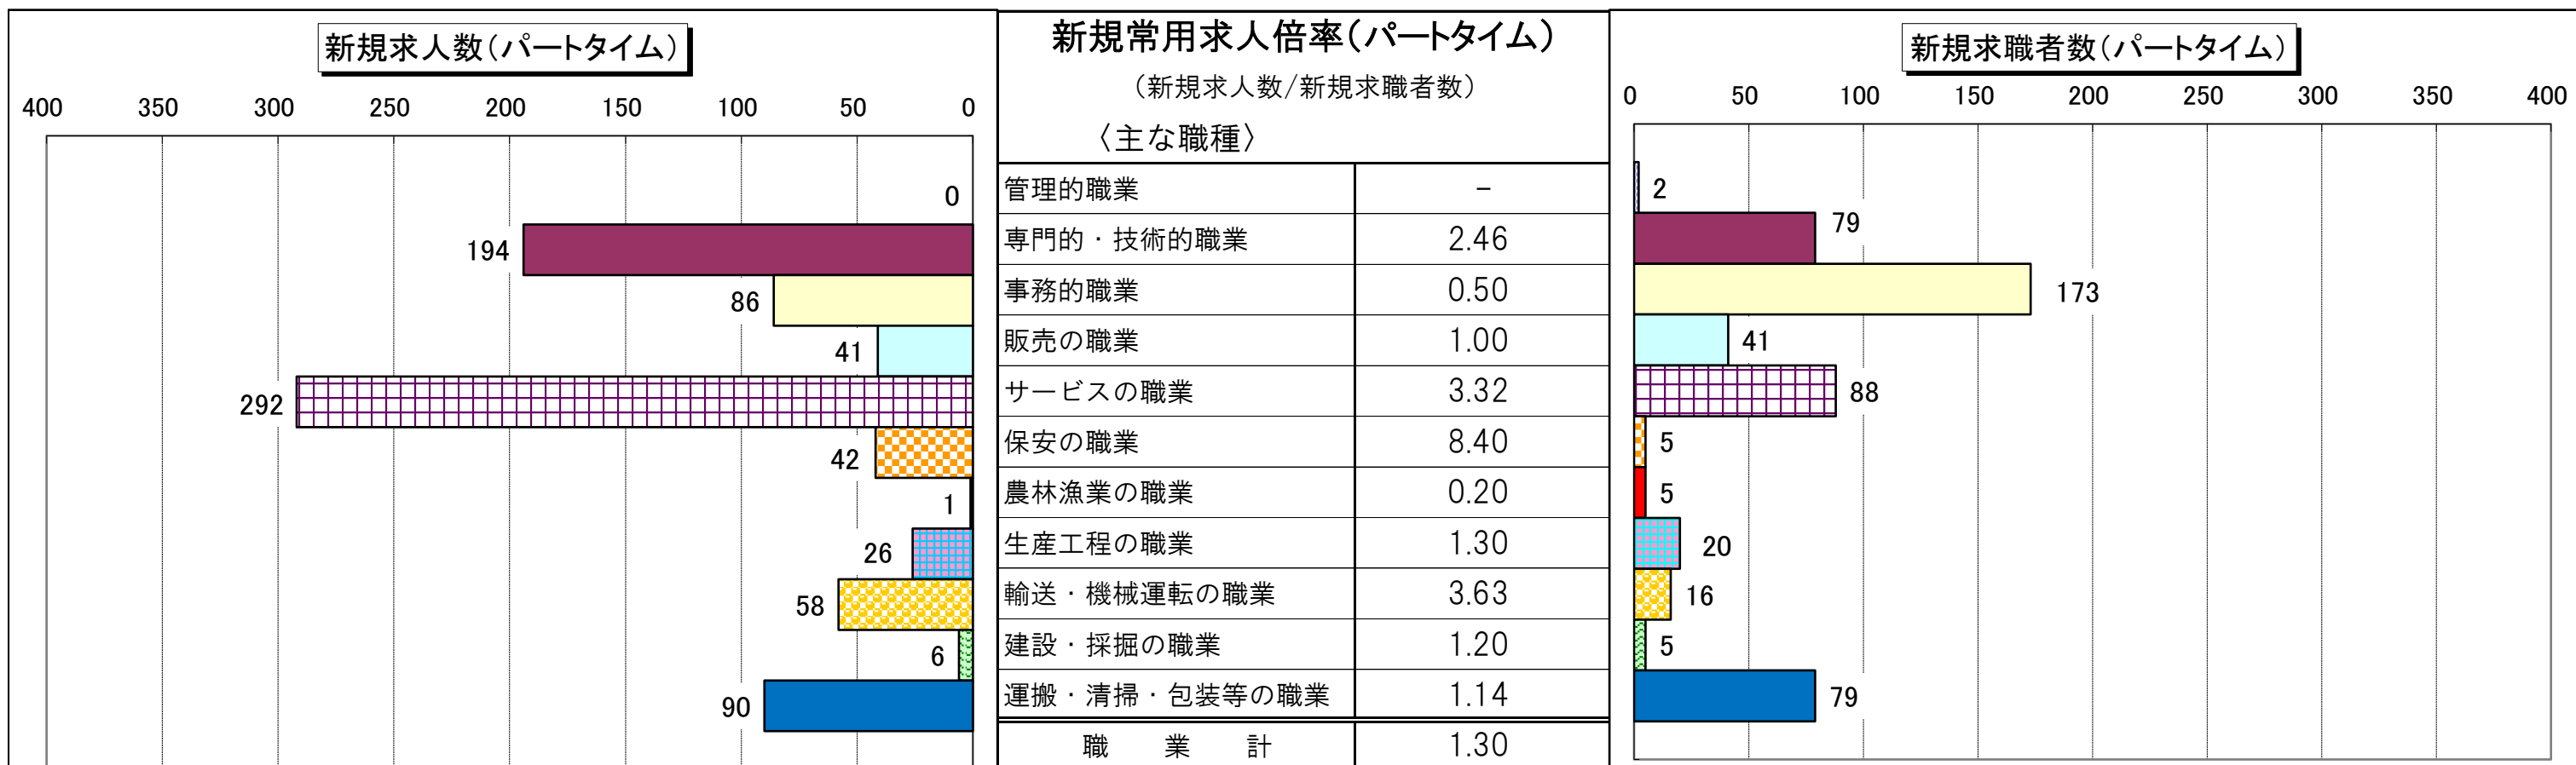 新規求人数(パートタイム)
400 350 300 250 200 150 100 50 0
0
194
86
41
292
42
1
26
58
6
90
新規常用求人倍率(パートタイム)
(新規求人数/新規求職者数)
〈主な職種〉
管理的職業 －
専門的・技術的職業 2.46
事務的職業 0.50
販売の職業 1.00
サービスの職業 3.32
保安の職業 8.40
農林漁業の職業 0.20
生産工程の職業 1.30
輸送・機械運転の職業 3.63
建設・採掘の職業 1.20
運搬・清掃・包装等の職業 1.14
職 業 計 1.30
新規求職者数(パートタイム)
0 50 100 150 200 250 300 350 400
2
79
173
41
88
5
5
20
16
5
79